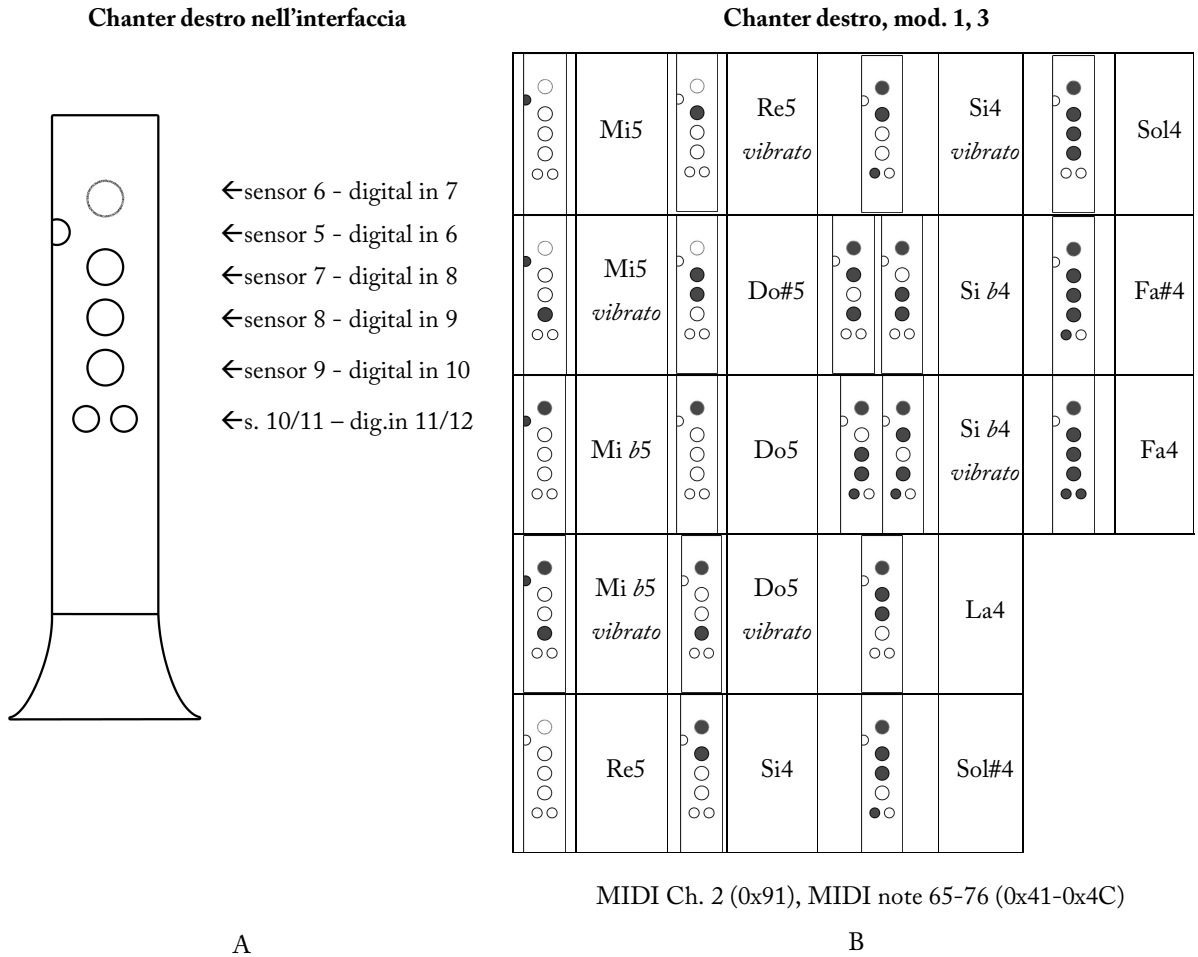 Chanter destro nell'interfaccia
←sensor 6 - digital in 7
←sensor 5 - digital in 6
←sensor 7 - digital in 8
←sensor 8 - digital in 9
←sensor 9 - digital in 10
←s. 10/11 – dig.in 11/12
A
Chanter destro, mod. 1, 3
Mi5
Re5
vibrato
Si4
vibrato
Sol4
Mi5
vibrato
Do#5
Si b4
Fa#4
Mi b5
Do5
Si b4
vibrato
Fa4
Mi b5
vibrato
Do5
vibrato
La4
Re5
Si4
Sol#4
MIDI Ch. 2 (0x91), MIDI note 65-76 (0x41-0x4C)
B